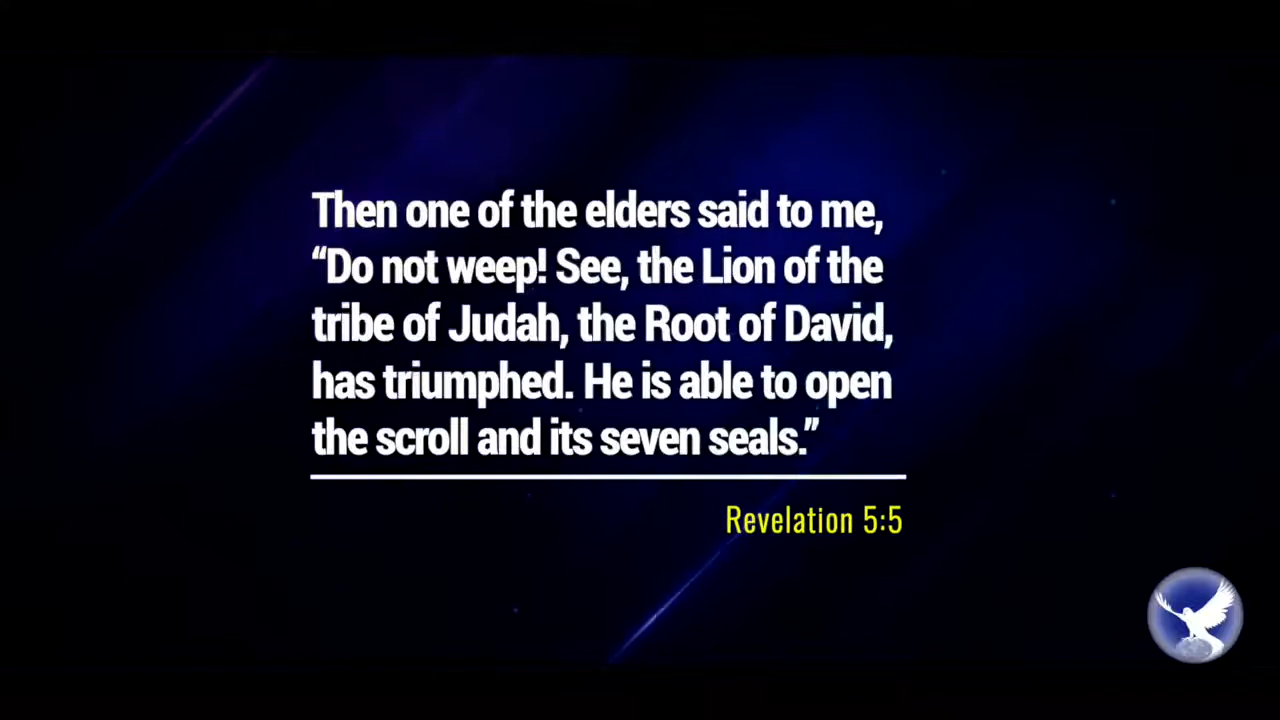 Then one of the elders said to me,
“Do not weep! See, the Lion of the
tribe of Judah, the Root of David,
has triumphed. He is able to open
the scroll and its seven seals.”
Revelation 5:5